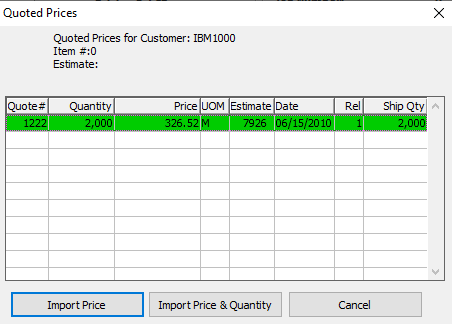 Quoted Prices
Quoted Prices for Customer: IBM1000
Item #:0
Estimate:
Quote# Quantity Price UOM Estimate Date Rel Ship Qty
1222 2,000 326.52 M 7926 06/15/2010 1 2,000
Import Price Import Price & Quantity Cancel